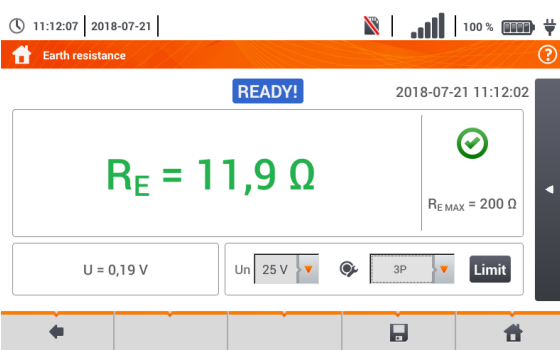 11:12:07 2018-07-21 100 %
Earth resistance ?
READY! 2018-07-21 11:12:02
RE = 11,9 Ω
RE MAX = 200 Ω
U = 0,19 V Un 25 V 3P Limit